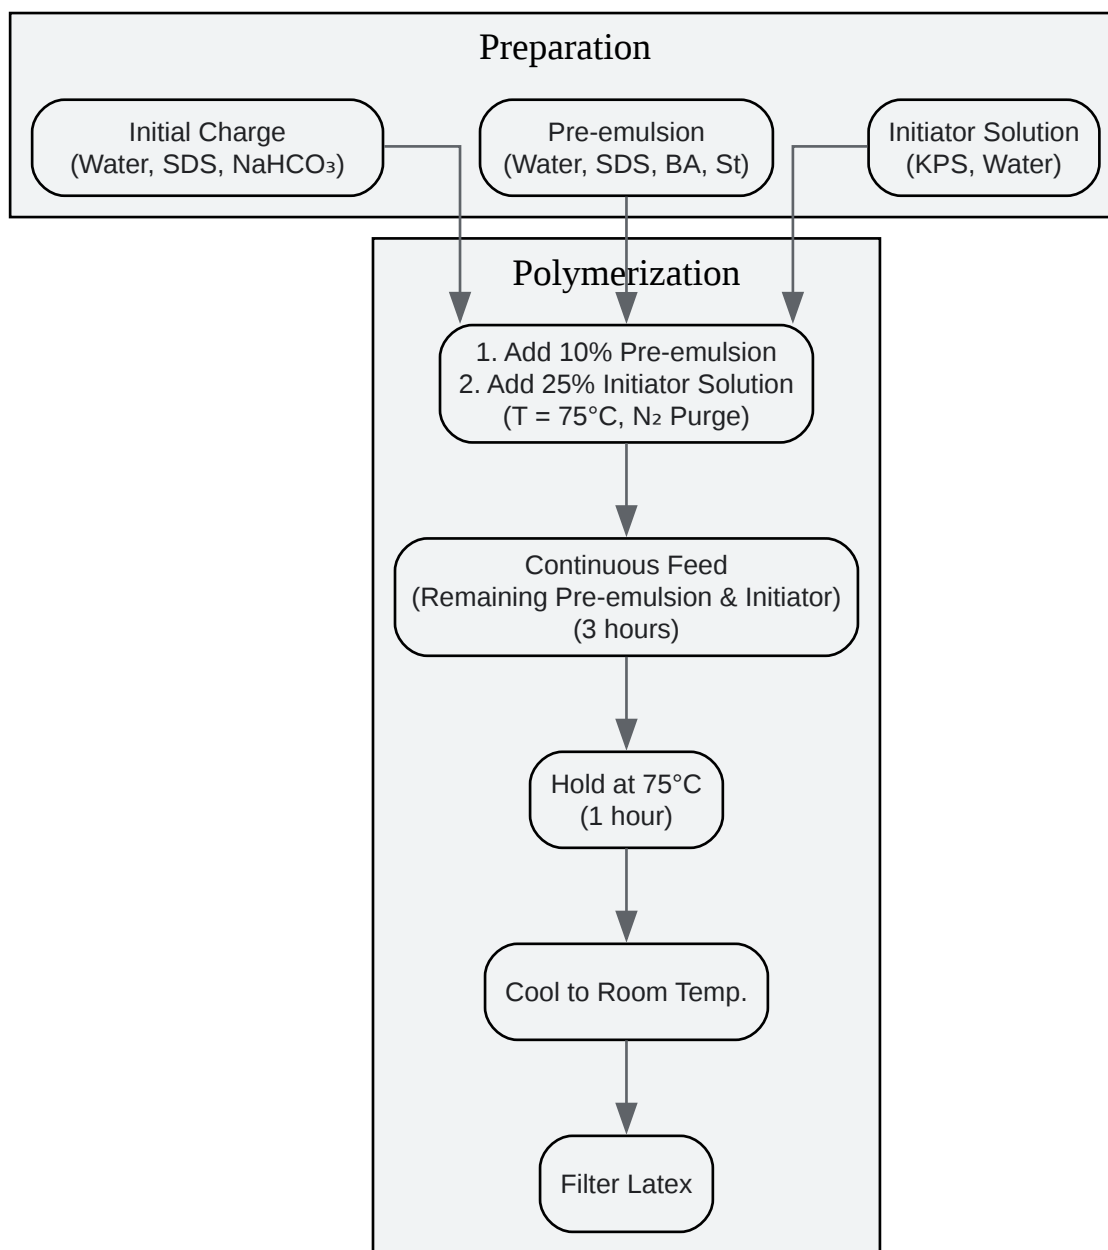 Preparation
Initial Charge
(Water, SDS, NaHCO₃)
Pre-emulsion
(Water, SDS, BA, St)
Initiator Solution
(KPS, Water)
Polymerization
1. Add 10% Pre-emulsion
2. Add 25% Initiator Solution
(T = 75°C, N₂ Purge)
Continuous Feed
(Remaining Pre-emulsion & Initiator)
(3 hours)
Hold at 75°C
(1 hour)
Cool to Room Temp.
Filter Latex